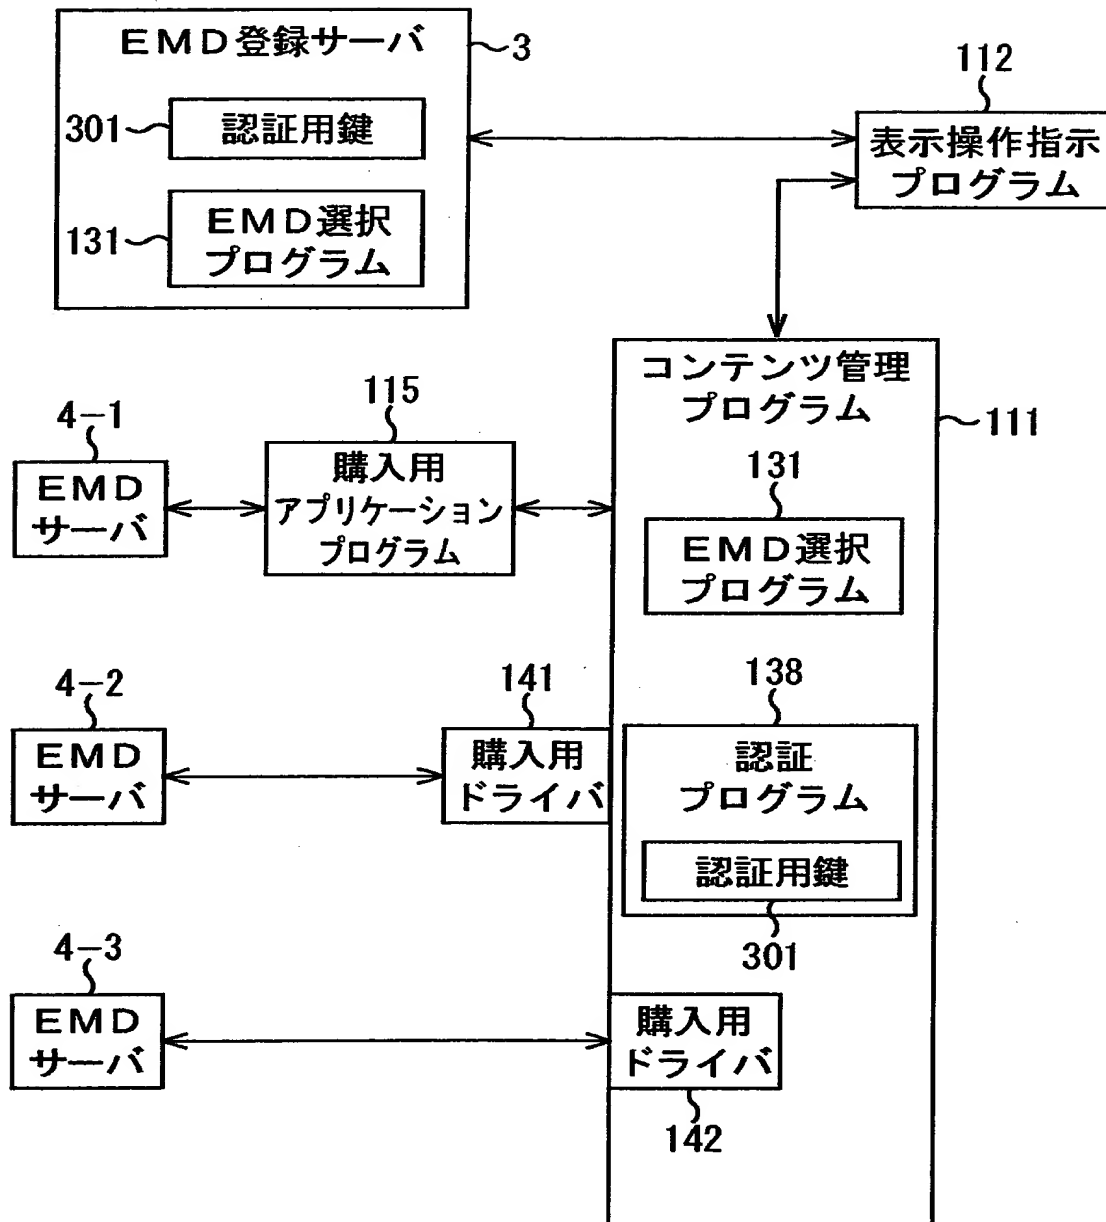 EMD登録サーバ
3
301
認証用鍵
131
EMD選択
プログラム
112
表示操作指示
プログラム
コンテンツ管理
プログラム
111
4-1
EMD
サーバ
115
購入用
アプリケーション
プログラム
131
EMD選択
プログラム
4-2
EMD
サーバ
141
購入用
ドライバ
138
認証
プログラム
認証用鍵
301
4-3
EMD
サーバ
購入用
ドライバ
142